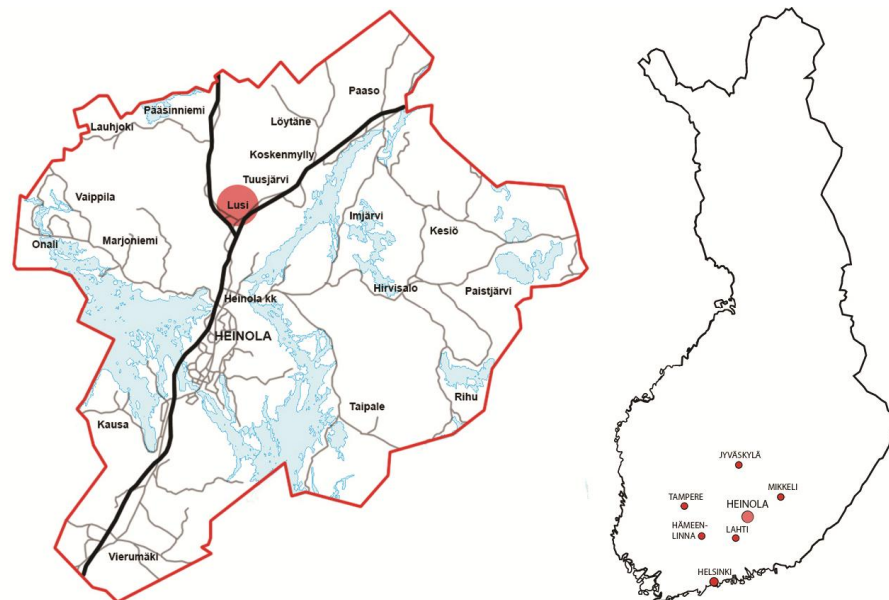 Paaso
Pääsinniemi
Lauhjoki
Löytäne
Koskenmylly
Tuusjärvi
Vaippila
Lusi
Imjärvi
Kesiö
Onali
Marjoniemi
Hirvisalo
Paistjärvi
Heinola kk
HEINOLA
Rihu
Taipale
Kausa
Vierumäki
JYVÄSKYLÄ
MIKKELI
TAMPERE
HEINOLA
HÄMEEN-
LINNA
LAHTI
HELSINKI